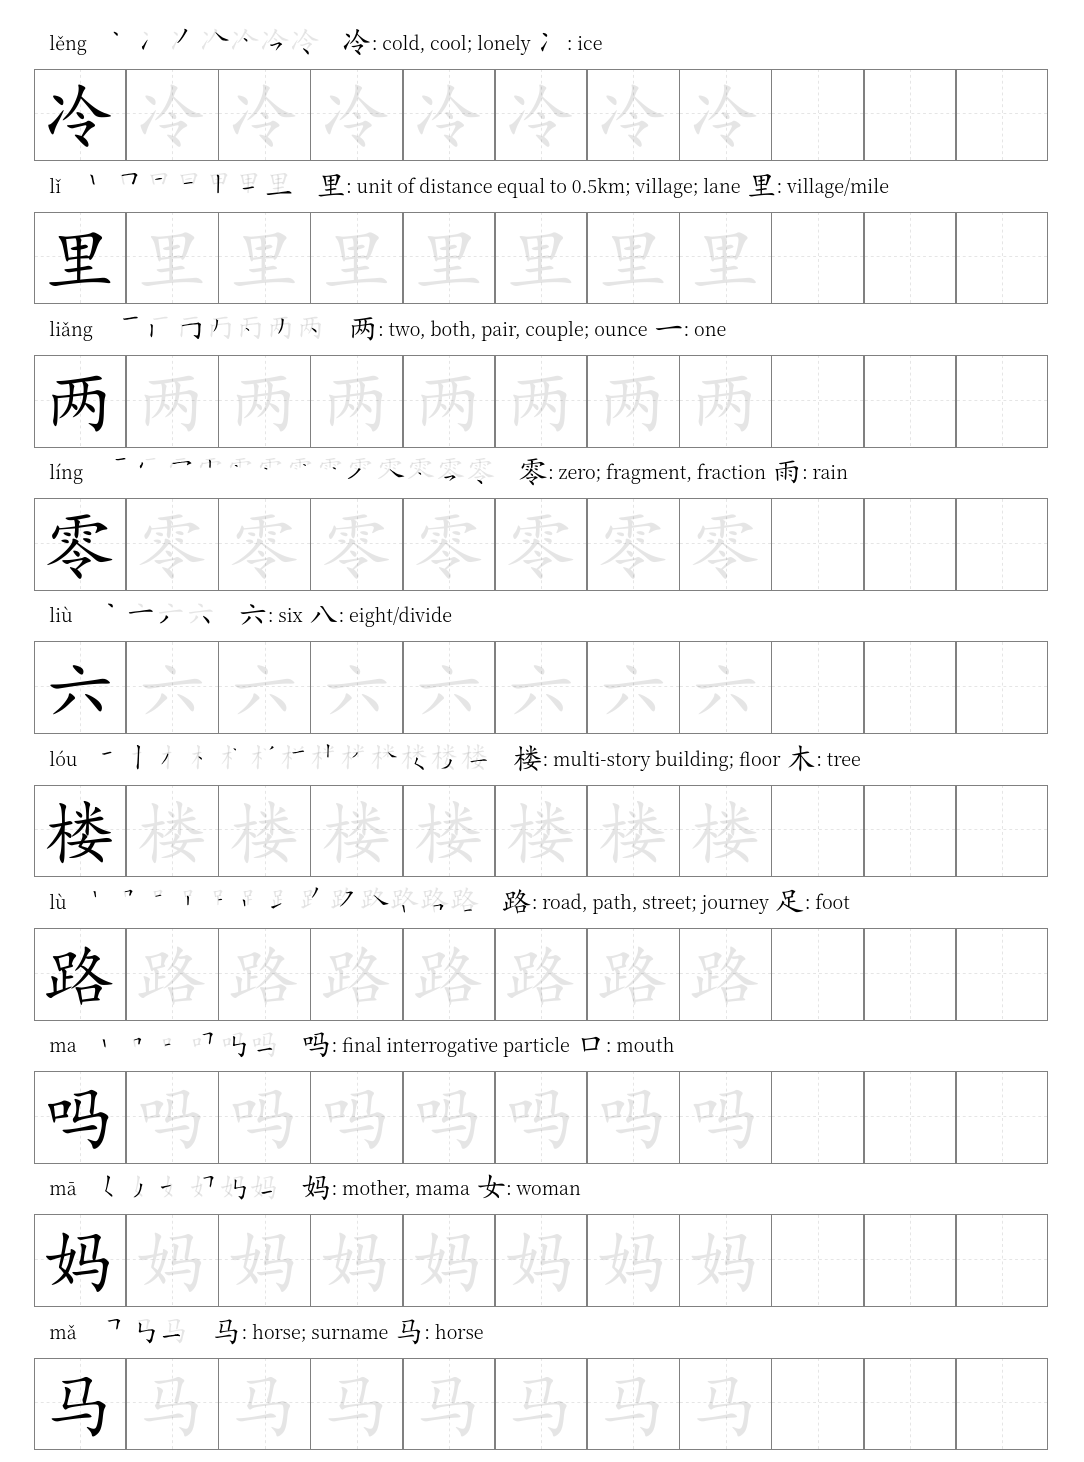 lěng 冷: cold, cool; lonely 冫: ice
冷 冷 冷 冷 冷 冷 冷 冷
lǐ 里: unit of distance equal to 0.5km; village; lane 里: village/mile
里 里 里 里 里 里 里 里
liǎng 两: two, both, pair, couple; ounce 一: one
两 两 两 两 两 两 两 两
líng 零: zero; fragment, fraction 雨: rain
零 零 零 零 零 零 零 零
liù 六: six 八: eight/divide
六 六 六 六 六 六 六 六
lóu 楼: multi-story building; floor 木: tree
楼 楼 楼 楼 楼 楼 楼 楼
lù 路: road, path, street; journey 足: foot
路 路 路 路 路 路 路 路
ma 吗: final interrogative particle 口: mouth
吗 吗 吗 吗 吗 吗 吗 吗
mā 妈: mother, mama 女: woman
妈 妈 妈 妈 妈 妈 妈 妈
mǎ 马: horse; surname 马: horse
马 马 马 马 马 马 马 马